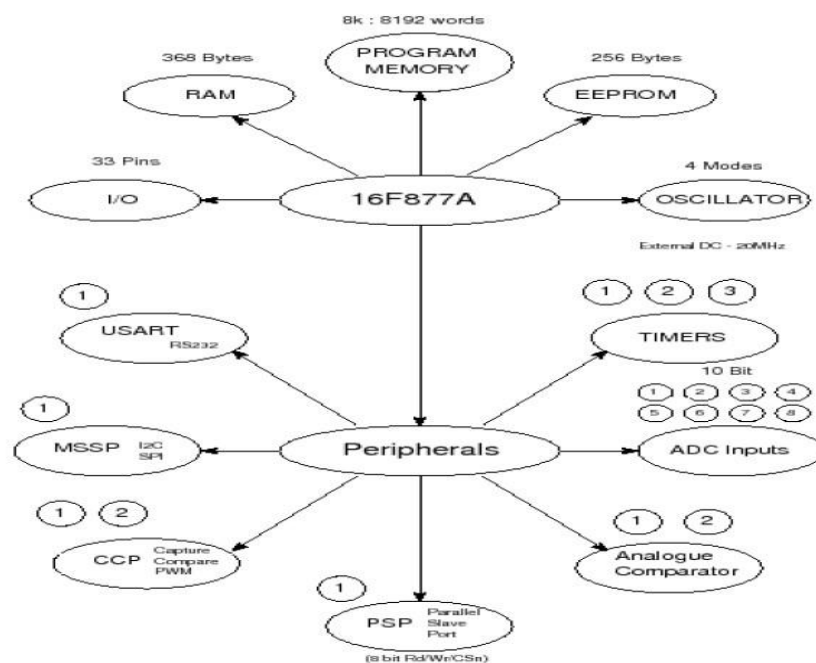 8k : 8192 words
PROGRAM
MEMORY
368 Bytes
RAM
256 Bytes
EEPROM
33 Pins
I/O
16F877A
4 Modes
OSCILLATOR
External DC - 20MHz
1
USART
RS232
1 2 3
TIMERS
10 Bit
1 2 3 4
5 6 7 8
ADC Inputs
1
MSSP
I2C
SPI
Peripherals
1 2
CCP
Capture
Compare
PWM
1 2
Analogue
Comparator
1
PSP
Parallel
Slave
Port
(8 bit Rd/Wr/CSn)